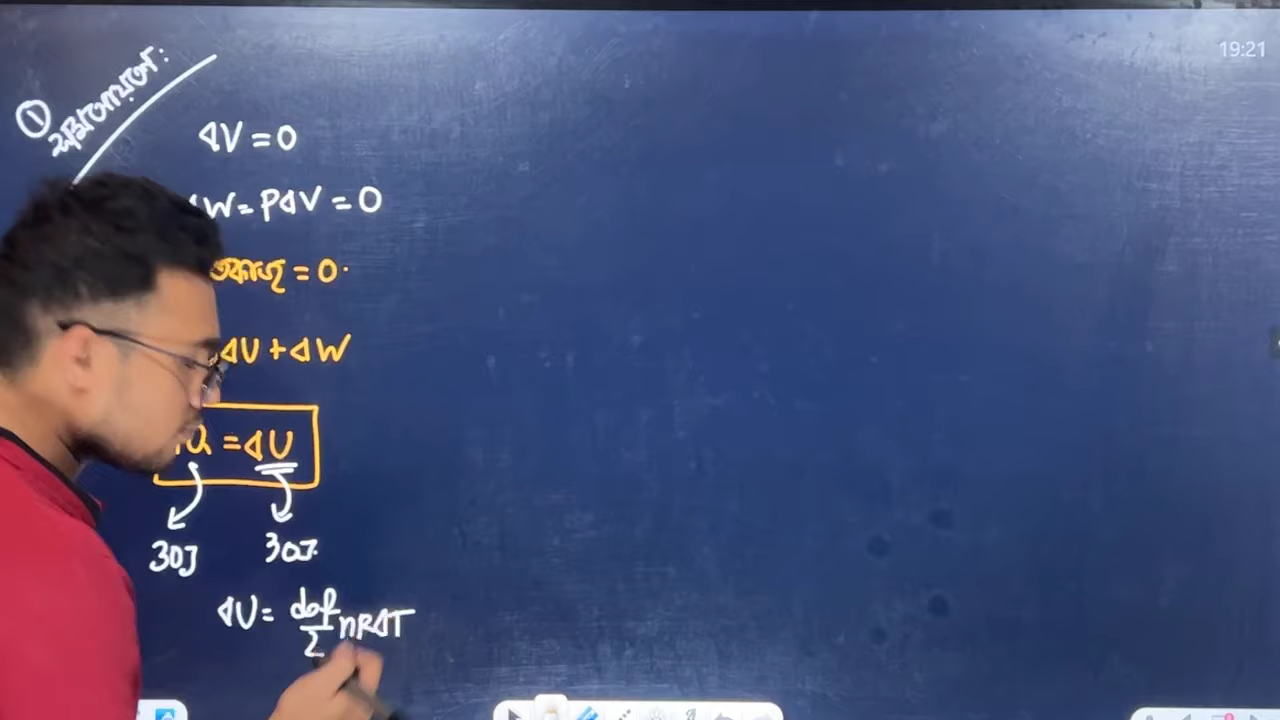 19:21
① সমআয়তন:
ΔV = 0
ΔW = PΔV = 0
কাজ = 0
ΔU + ΔW
Q = ΔU
30J 30J
ΔU = dof/2 nRΔT